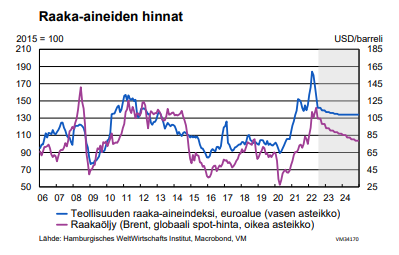 Raaka-aineiden hinnat
2015 = 100 USD/barreli
210 185
190 165
170 145
150 125
130 105
110 85
90 65
70 45
50 25
06 07 08 09 10 11 12 13 14 15 16 17 18 19 20 21 22 23 24
Teollisuuden raaka-aineindeksi, euroalue (vasen asteikko)
Raakaöljy (Brent, globaali spot-hinta, oikea asteikko)
Lähde: Hamburgisches WeltWirtschafts Institut, Macrobond, VM VM34170